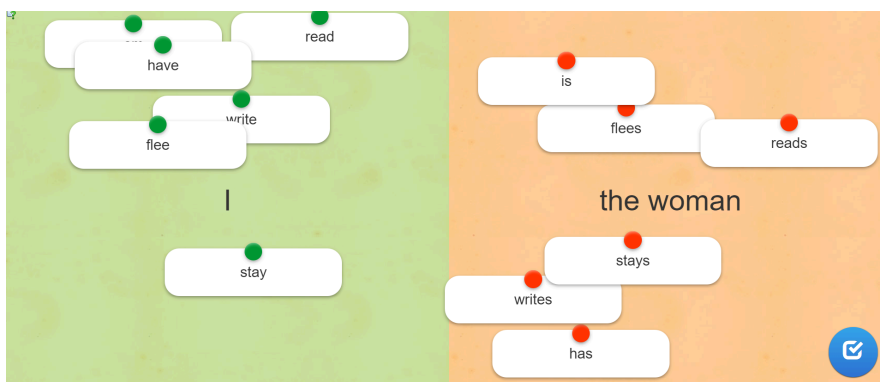 read
have
write
flee
I
stay
is
flees
reads
the woman
stays
writes
has